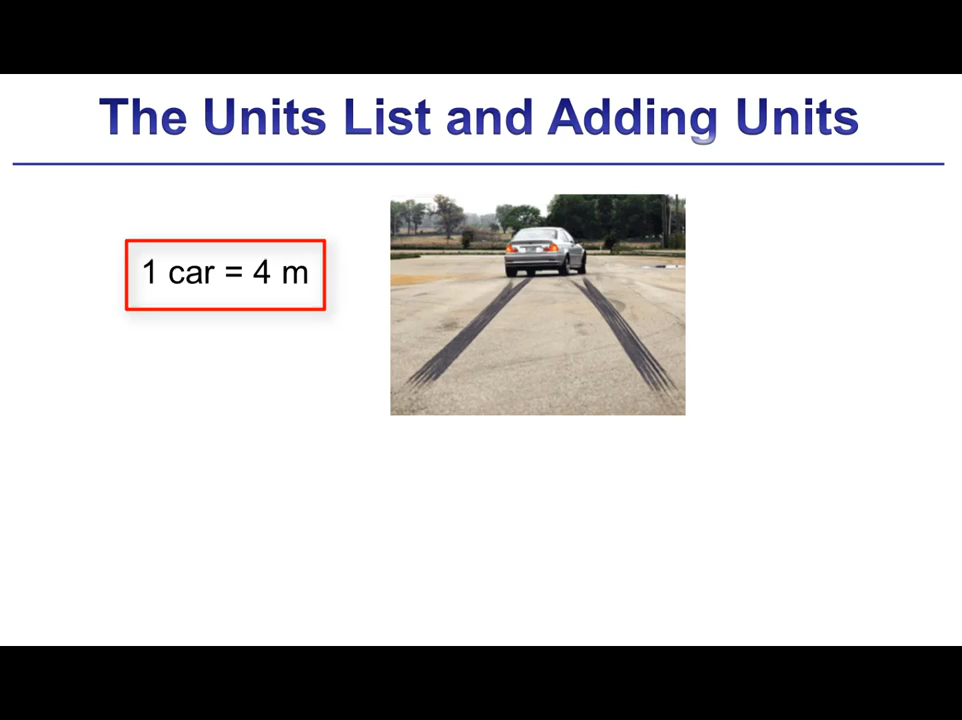 The Units List and Adding Units
1 car = 4 m